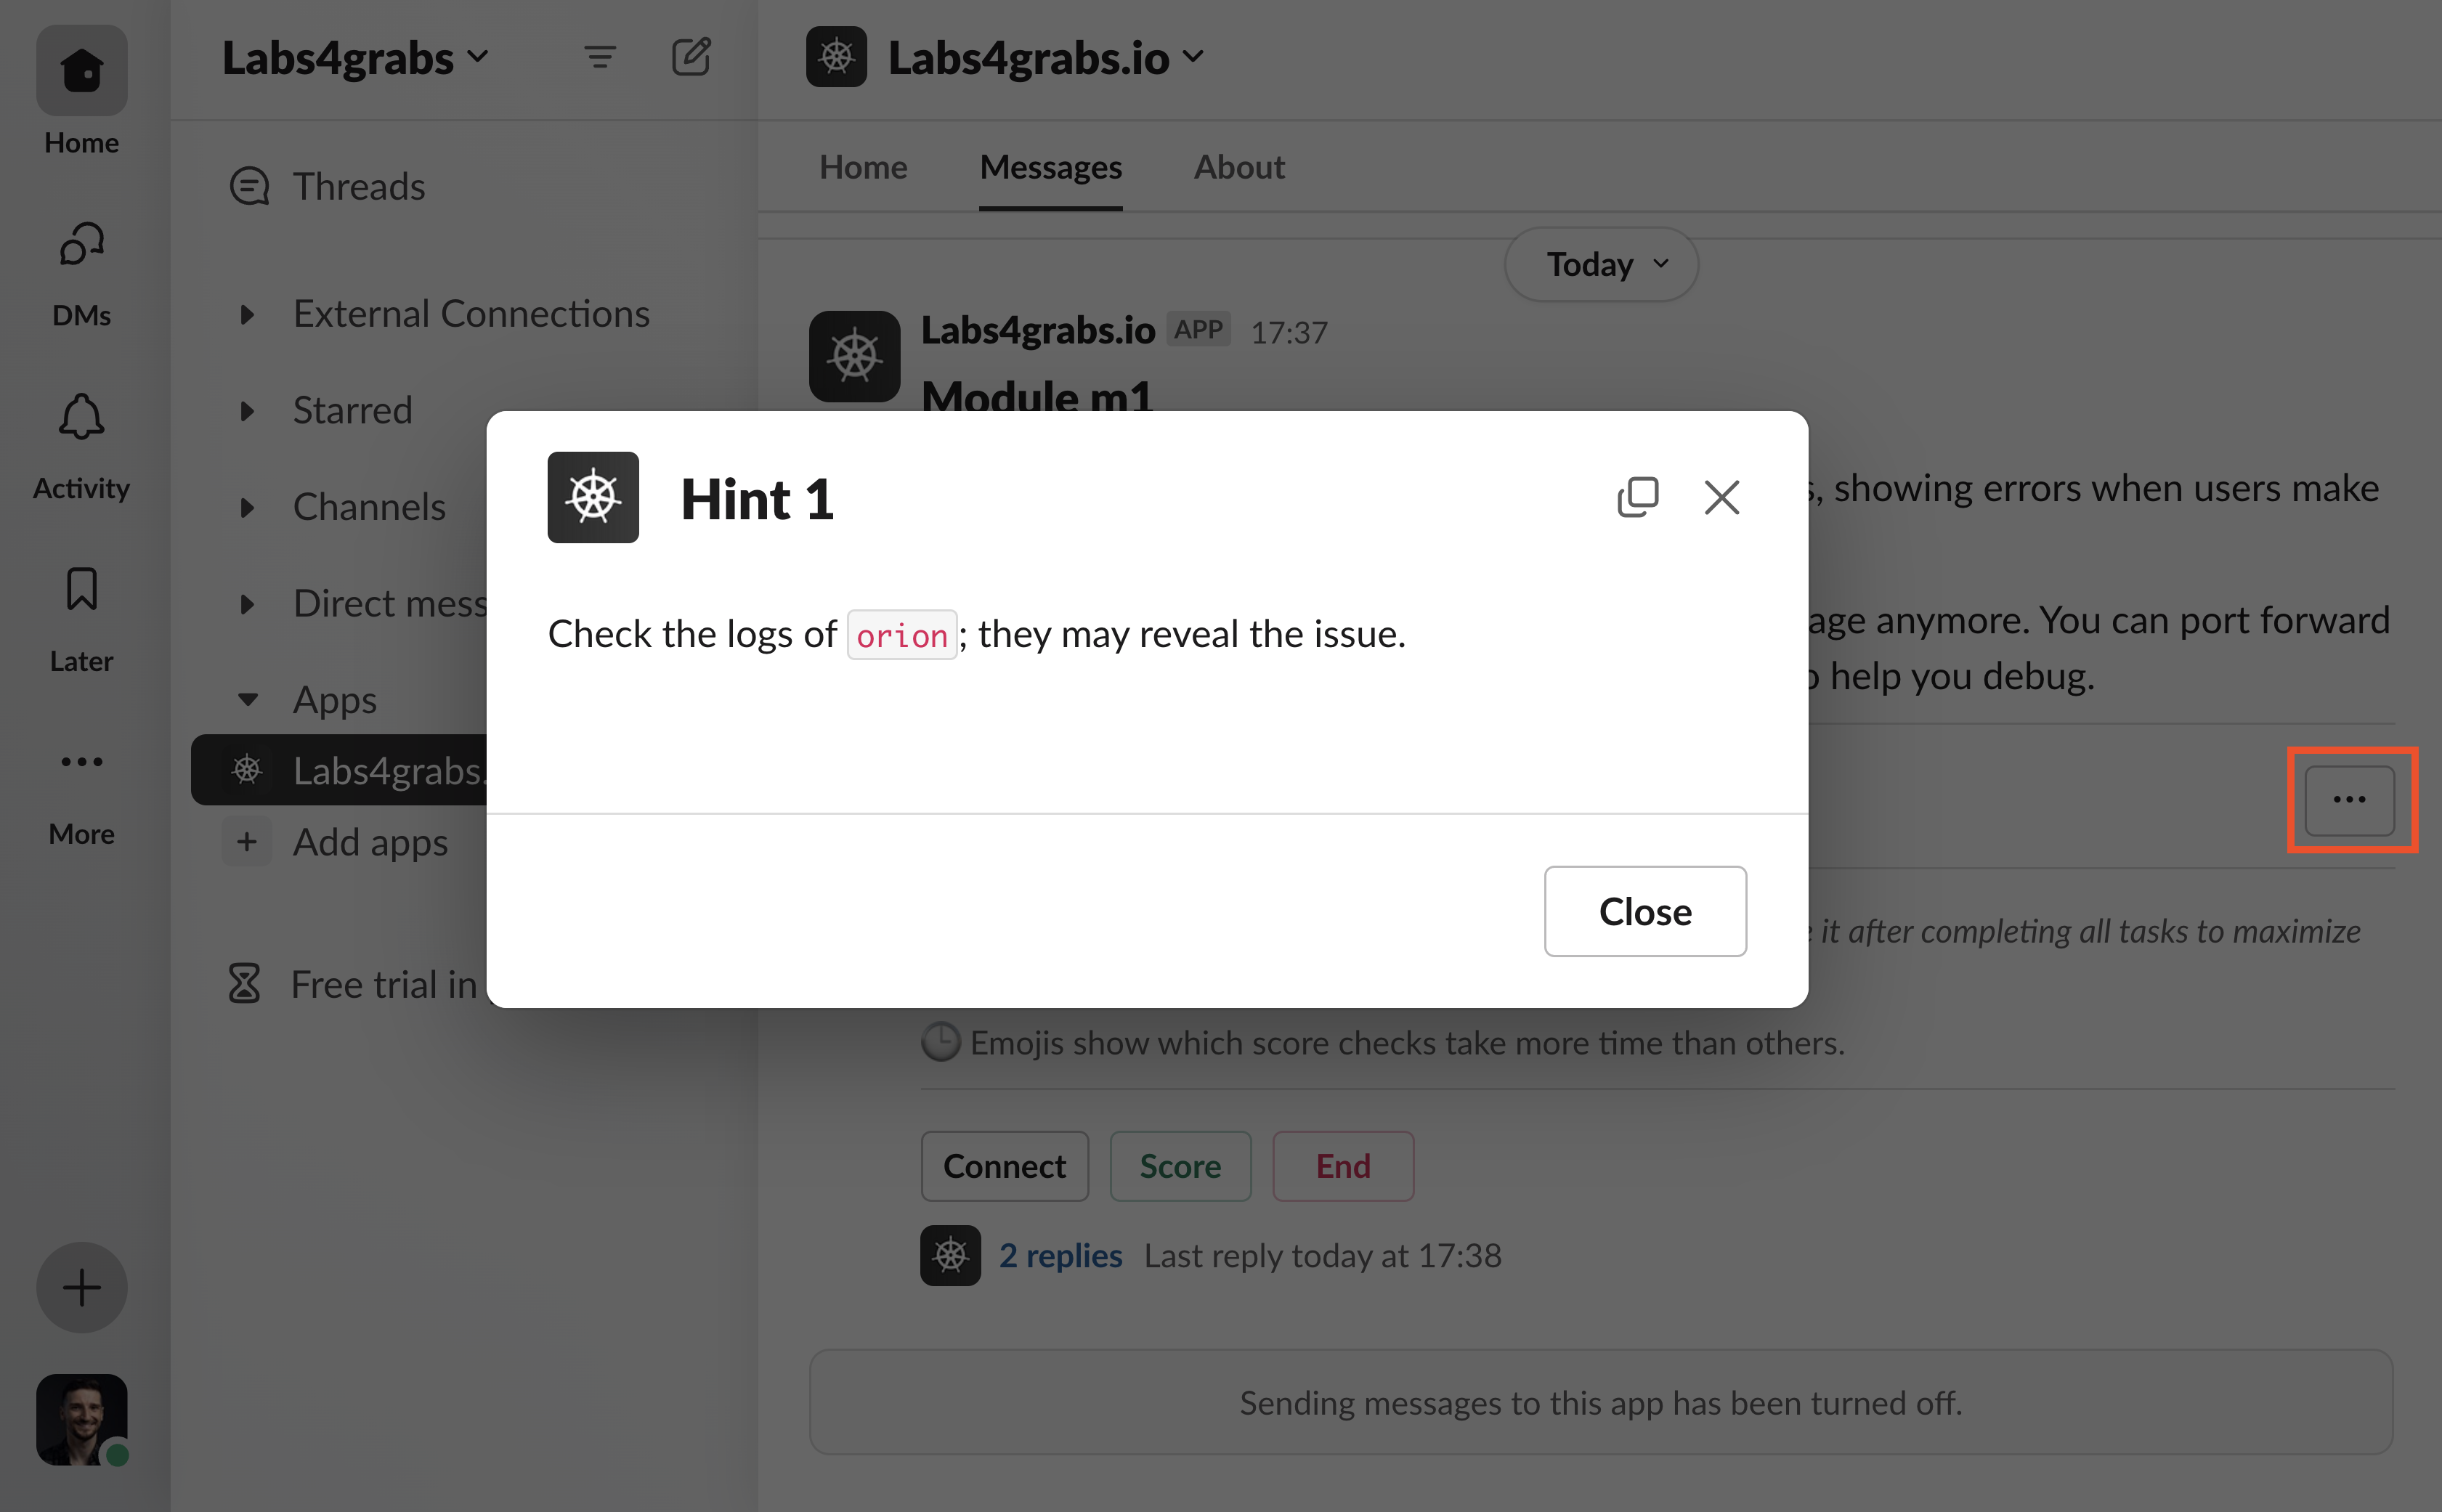 Home
DMs
Activity
Later
More
Labs4grabs
Threads
External Connections
Starred
Channels
Direct mess
Apps
Labs4grabs.
Add apps
Free trial in
Labs4grabs.io
Home Messages About
Today
Labs4grabs.io APP 17:37
Module m1
, showing errors when users make
age anymore. You can port forward
help you debug.
it after completing all tasks to maximize
Hint 1
Check the logs of orion; they may reveal the issue.
Close
Emojis show which score checks take more time than others.
Connect Score End
2 replies Last reply today at 17:38
Sending messages to this app has been turned off.